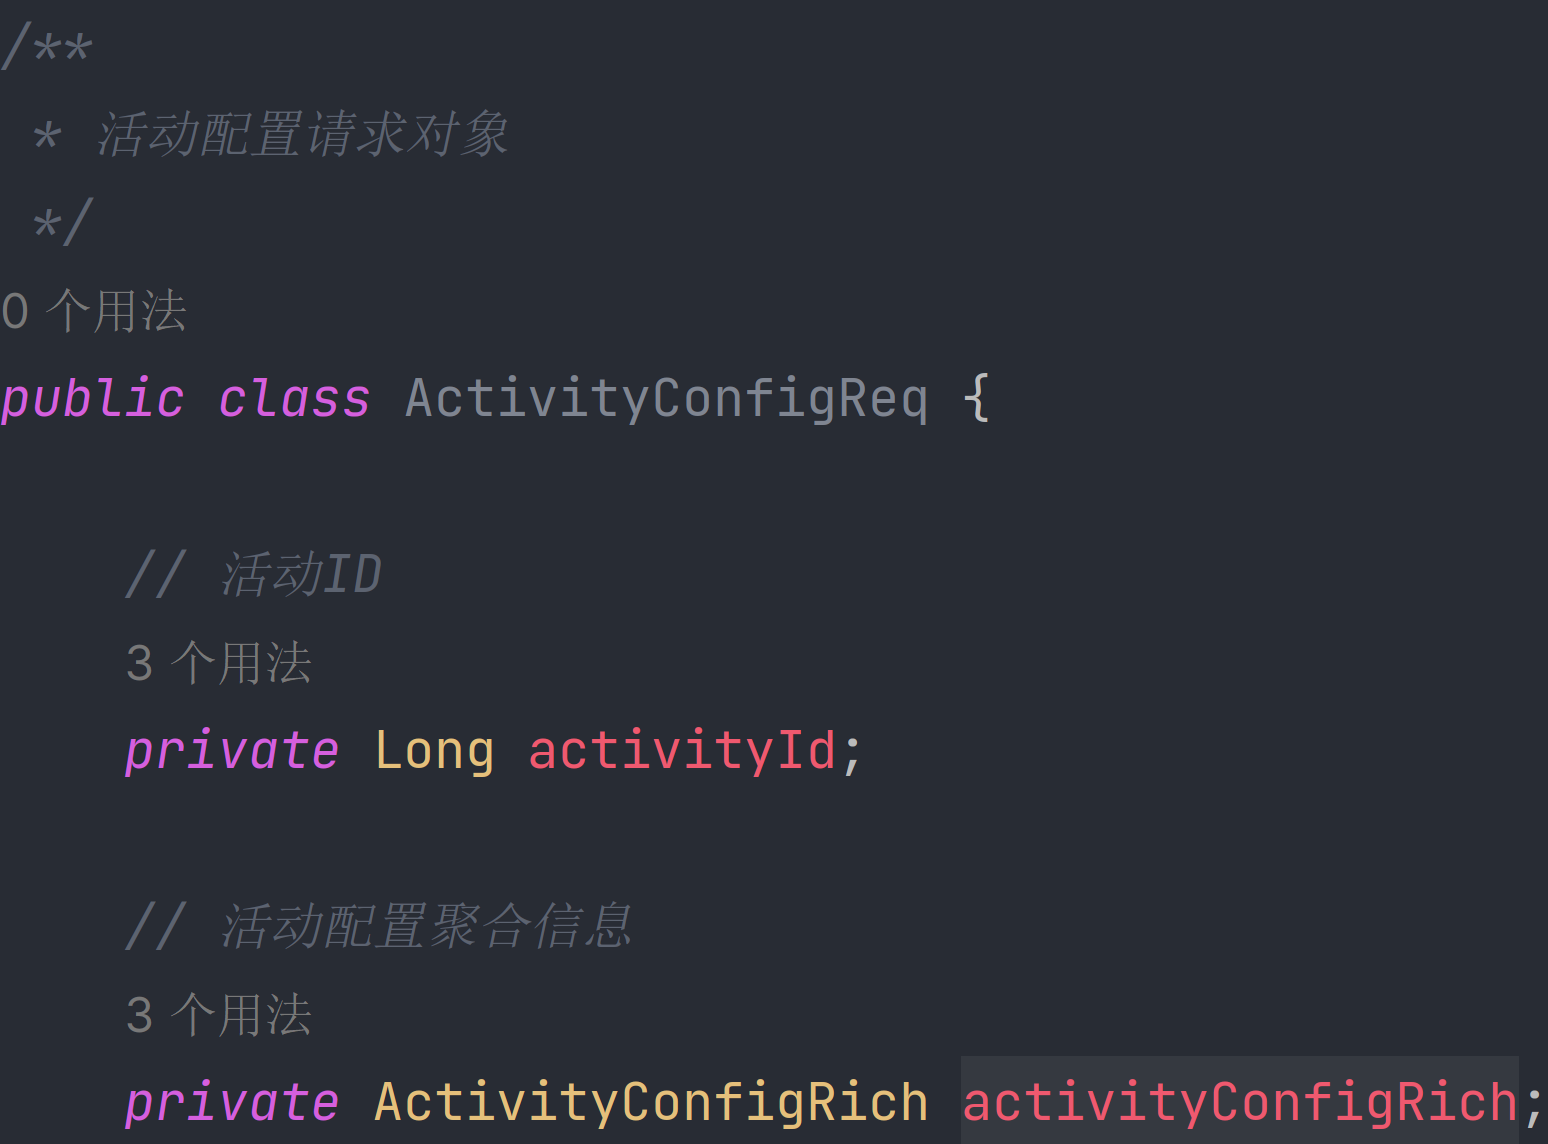 /**
* 活动配置请求对象
*/
0 个用法
public class ActivityConfigReq {
// 活动ID
3 个用法
private Long activityId;
// 活动配置聚合信息
3 个用法
private ActivityConfigRich activityConfigRich;